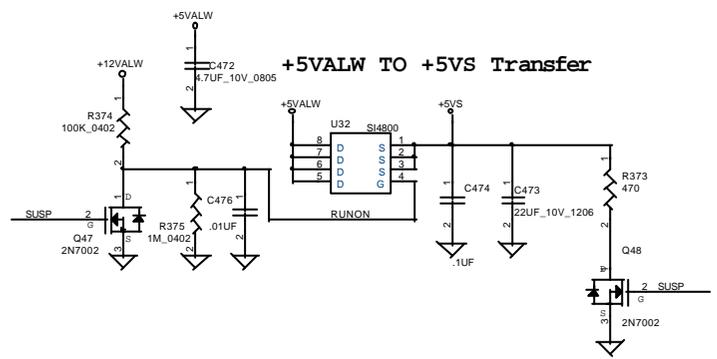 +5VALW
1
C472
4.7UF_10V_0805
2
+5VALW TO +5VS Transfer
+12VALW
1
R374
100K_0402
2
+5VALW
U32
SI4800
8 D S 1
7 D S 2
6 D S 3
5 D G 4
+5VS
RUNON
SUSP
2
G
1
D
S
3
Q47
2N7002
1
R375
1M_0402
2
1
C476
.01UF
2
1
C474
2
.1UF
1
C473
22UF_10V_1206
2
1
R373
470
2
Q48
D
S
3
2
G
SUSP
2N7002